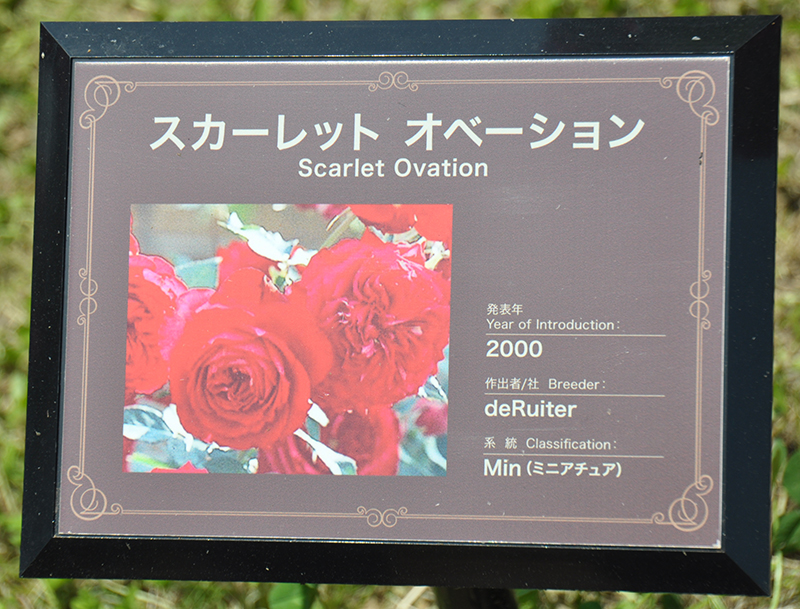 スカーレット オベーション
Scarlet Ovation
発表年
Year of Introduction:
2000
作出者/社 Breeder:
deRuiter
系 統 Classification:
Min (ミニアチュア)